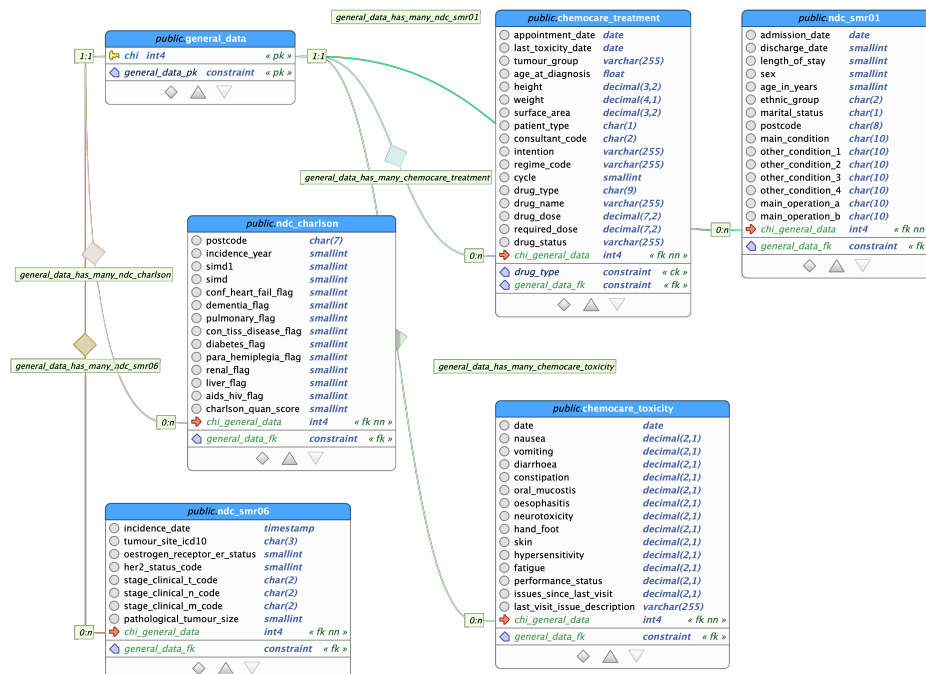 general_data_has_many_ndc_smr01
public.general_data
1:1
chi int4 « pk »
1:1
general_data_pk constraint « pk »
public.chemocare_treatment
appointment_date date
last_toxicity_date date
tumour_group varchar(255)
age_at_diagnosis float
height decimal(3,2)
weight decimal(4,1)
surface_area decimal(3,2)
patient_type char(1)
consultant_code char(2)
intention varchar(255)
regime_code varchar(255)
cycle smallint
drug_type char(9)
drug_name varchar(255)
drug_dose decimal(7,2)
required_dose decimal(7,2)
drug_status varchar(255)
0:n
chi_general_data int4 « fk nn »
drug_type constraint « ck »
general_data_fk constraint « fk »
public.ndc_smr01
admission_date date
discharge_date smallint
length_of_stay smallint
sex smallint
age_in_years smallint
ethnic_group char(2)
marital_status char(1)
postcode char(8)
main_condition char(10)
other_condition_1 char(10)
other_condition_2 char(10)
other_condition_3 char(10)
other_condition_4 char(10)
main_operation_a char(10)
main_operation_b char(10)
0:n
chi_general_data int4 « fk nn
general_data_fk constraint « fk
general_data_has_many_chemocare_treatment
public.ndc_charlson
postcode char(7)
incidence_year smallint
simd1 smallint
simd smallint
conf_heart_fail_flag smallint
dementia_flag smallint
pulmonary_flag smallint
con_tiss_disease_flag smallint
diabetes_flag smallint
para_hemiplegia_flag smallint
renal_flag smallint
liver_flag smallint
aids_hiv_flag smallint
charlson_quan_score smallint
0:n
chi_general_data int4 « fk nn »
general_data_fk constraint « fk »
general_data_has_many_ndc_charlson
general_data_has_many_ndc_smr06
general_data_has_many_chemocare_toxicity
public.chemocare_toxicity
date date
nausea decimal(2,1)
vomiting decimal(2,1)
diarrhoea decimal(2,1)
constipation decimal(2,1)
oral_mucostis decimal(2,1)
oesophasitis decimal(2,1)
neurotoxicity decimal(2,1)
hand_foot decimal(2,1)
skin decimal(2,1)
hypersensitivity decimal(2,1)
fatigue decimal(2,1)
performance_status decimal(2,1)
issues_since_last_visit decimal(2,1)
last_visit_issue_description varchar(255)
0:n
chi_general_data int4 « fk nn »
general_data_fk constraint « fk »
public.ndc_smr06
incidence_date timestamp
tumour_site_icd10 char(3)
oestrogen_receptor_er_status smallint
her2_status_code smallint
stage_clinical_t_code char(2)
stage_clinical_n_code char(2)
stage_clinical_m_code char(2)
pathological_tumour_size smallint
0:n
chi_general_data int4 « fk nn »
general_data_fk constraint « fk »